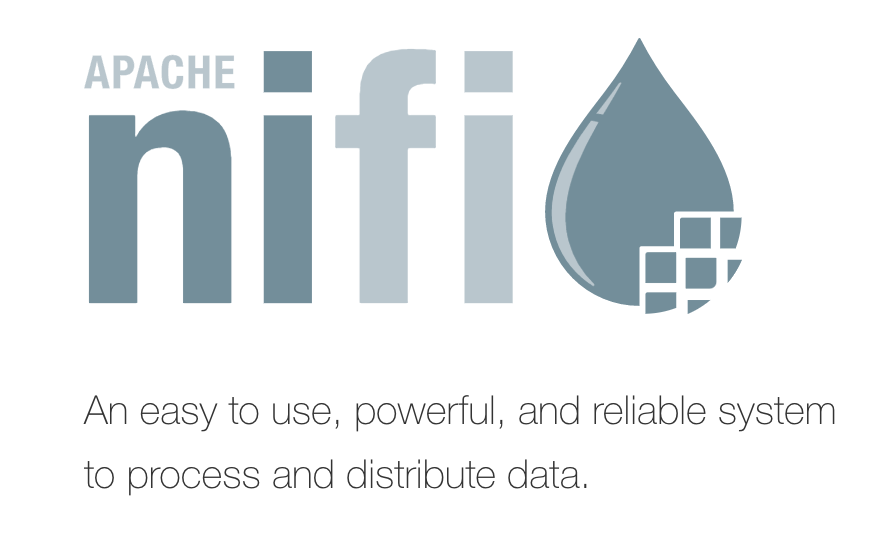 APACHE
nifi
An easy to use, powerful, and reliable system
to process and distribute data.